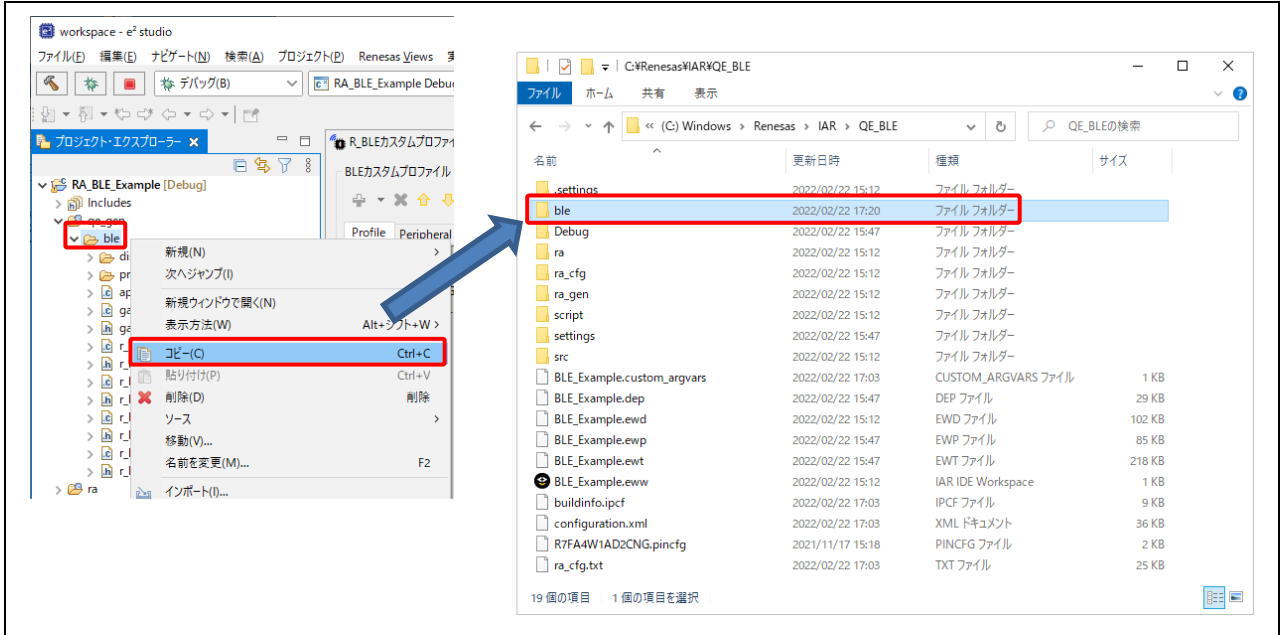 workspace - e² studio
ファイル(F) 編集(E) ナビゲート(N) 検索(A) プロジェクト(P) Renesas Views
デバッグ(B)
RA_BLE_Example Debu
プロジェクト・エクスプローラー
R_BLEカスタムプロファイ
BLEカスタムプロファイル
Profile Peripheral
RA_BLE_Example [Debug]
Includes
qe_gen
ble
di
pr
ap
ga
ga
r_
r_l
r_l
r_l
r_l
r_l
r_l
r_l
ra
新規(N)
次へジャンプ(I)
新規ウィンドウで開く(N)
表示方法(W) Alt+シフト+W
コピー(C) Ctrl+C
貼り付け(P) Ctrl+V
削除(D) 削除
ソース
移動(V)...
名前を変更(M)... F2
インポート(I)...
C:¥Renesas¥IAR¥QE_BLE
ファイル ホーム 共有 表示
« (C:) Windows › Renesas › IAR › QE_BLE
QE_BLEの検索
名前 更新日時 種類 サイズ
.settings 2022/02/22 15:12 ファイル フォルダー
ble 2022/02/22 17:20 ファイル フォルダー
Debug 2022/02/22 15:47 ファイル フォルダー
ra 2022/02/22 15:12 ファイル フォルダー
ra_cfg 2022/02/22 15:12 ファイル フォルダー
ra_gen 2022/02/22 15:12 ファイル フォルダー
script 2022/02/22 15:12 ファイル フォルダー
settings 2022/02/22 15:47 ファイル フォルダー
src 2022/02/22 15:12 ファイル フォルダー
BLE_Example.custom_argvars 2022/02/22 17:03 CUSTOM_ARGVARS ファイル 1 KB
BLE_Example.dep 2022/02/22 15:47 DEP ファイル 29 KB
BLE_Example.ewd 2022/02/22 15:12 EWD ファイル 102 KB
BLE_Example.ewp 2022/02/22 15:47 EWP ファイル 85 KB
BLE_Example.ewt 2022/02/22 15:47 EWT ファイル 218 KB
BLE_Example.eww 2022/02/22 15:12 IAR IDE Workspace 1 KB
buildinfo.ipcf 2022/02/22 17:03 IPCF ファイル 9 KB
configuration.xml 2022/02/22 17:03 XML ドキュメント 36 KB
R7FA4W1AD2CNG.pincfg 2021/11/17 15:18 PINCFG ファイル 2 KB
ra_cfg.txt 2022/02/22 17:03 TXT ファイル 25 KB
19 個の項目 1 個の項目を選択